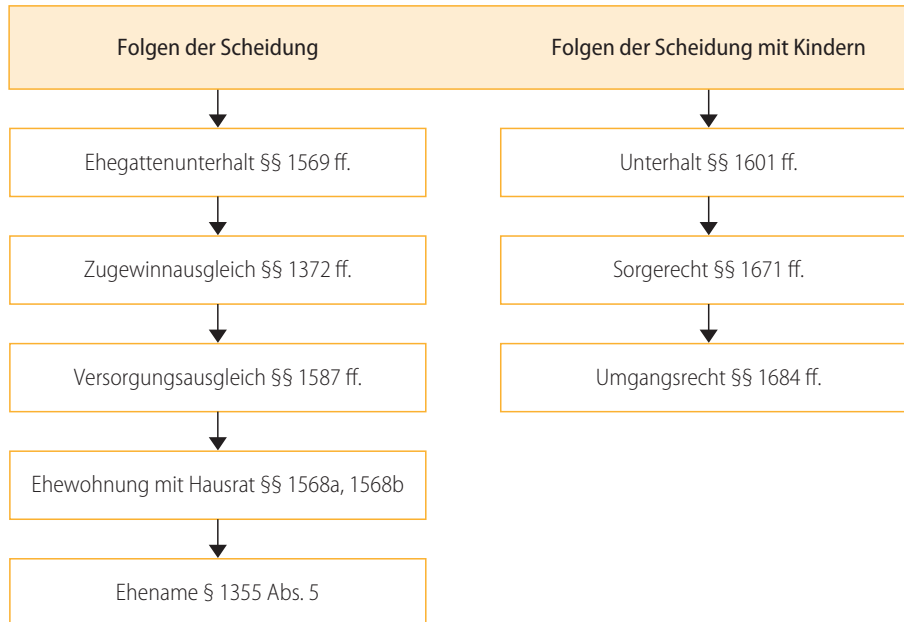 Folgen der Scheidung
Ehegattenunterhalt §§ 1569 ff.
Zugewinnausgleich §§ 1372 ff.
Versorgungsausgleich §§ 1587 ff.
Ehewohnung mit Hausrat §§ 1568a, 1568b
Ehename § 1355 Abs. 5
Folgen der Scheidung mit Kindern
Unterhalt §§ 1601 ff.
Sorgerecht §§ 1671 ff.
Umgangsrecht §§ 1684 ff.